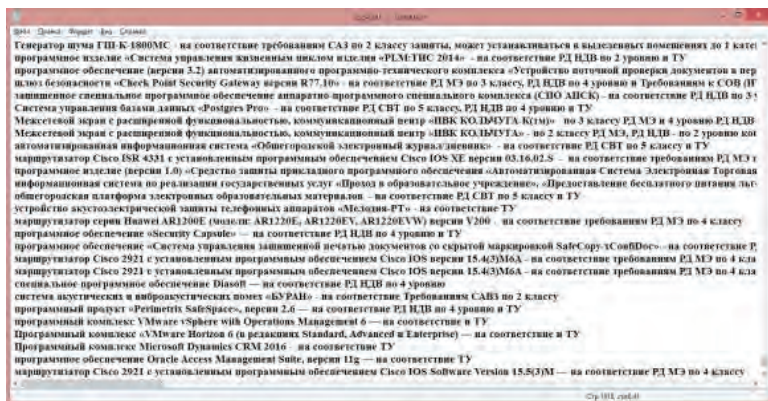 Файл Правка Формат Вид Справка
Генератор шума ГШ-К-1800МС - на соответствие требованиям САЗ по 2 классу защиты, может устанавливаться в выделенных помещениях до 1 катег
программное изделие «Система управления жизненным циклом изделия «PLM:ТИС 2014» - на соответствие РД НДВ по 2 уровню и ТУ
программное обеспечение (версии 3.2) автоматизированного программно-технического комплекса «Устройство поточной проверки документов в пер
шлюз безопасности «Check Point Security Gateway версии R77.10» - на соответствие РД МЭ по 3 классу, РД НДВ по 4 уровню и Требованиям к СОВ (И
защищенное специальное программное обеспечение аппаратно-программного специального комплекса (СПО АПСК) - на соответствие РД НДВ по 3
Система управления базами данных «Postgres Pro» - на соответствие РД СВТ по 5 классу, РД НДВ по 4 уровню и ТУ
Межсетевой экран с расширенной функциональностью, коммуникационный центр «ИВК КОЛЬЧУГА-К(тм)» по 3 классу РД МЭ и 4 уровню РД НДВ
Межсетевой экран с расширенной функциональностью, коммуникационный центр «ИВК КОЛЬЧУГА» - по 2 классу РД МЭ, РД НДВ - по 2 уровню кон
автоматизированная информационная система «Общегородской электронный журнал/дневник» - по соответствие РД СВТ по 5 классу и ТУ
маршрутизатор Cisco ISR 4331 с установленным программным обеспечением Cisco IOS XE версии 03.16.02.S - на соответствие требованиям РД МЭ п
программное изделие (версия 1.0) «Средство защиты прикладного программного обеспечения «Автоматизированная Система Электронная Торговая
информационная система по реализации государственных услуг «Проход в образовательное учреждение», «Предоставление бесплатного питания льг
общегородская платформа электронных образовательных материалов - на соответствие РД СВТ по 5 классу и ТУ
устройство акустоэлектрической защиты телефонных аппаратов «Мелодия-РТ» - на соответствие ТУ
маршрутизатор серии Huawei AR1200E (модели: AR1220E, AR1220EV, AR1220EVW) версии V200 - на соответствие требованиям РД МЭ по 4 классу
программное обеспечение «Security Capsule» — на соответствие РД НДВ по 4 уровню и ТУ
программное обеспечение «Система управления защищенной печатью документов со скрытой маркировкой SafeCopy-xConfiDoc» - на соответствие Р
маршрутизатор Cisco 2921 с установленным программным обеспечением Cisco IOS версии 15.4(3)M6A - на соответствие требованиям РД МЭ по 4 кла
маршрутизатор Cisco 2921 с установленным программным обеспечением Cisco IOS версии 15.4(3)M6A - на соответствие требованиям РД МЭ по 4 кла
специальное программное обеспечение Diasoft — на соответствие РД НДВ по 4 уровню
система акустических и виброакустических помех «БУРАН» - на соответствие Требованиям САВЗ по 2 классу
программный продукт «Perimetrix SafeSpace», версии 2.6 — на соответствие РД НДВ по 4 уровню и ТУ
программный комплекс VMware vSphere with Operations Management 6 — на соответствие ТУ
Программный комплекс «VMware Horizon 6 (в редакциях Standard, Advanced и Enterprise) — на соответствие и ТУ
Программный комплекс Microsoft Dynamics CRM 2016 - на соответствие ТУ
программное обеспечение Oracle Access Management Suite, версии 11g — на соответствие ТУ
маршрутизатор Cisco 2921 с установленным программным обеспечением Cisco IOS Software Version 15.5(3)M — на соответствие РД МЭ по 4 классу